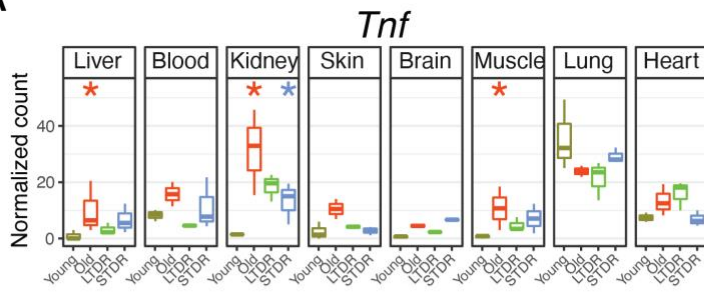 A
Tnf
Liver Blood Kidney Skin Brain Muscle Lung Heart
* * * *
Normalized count
40
20
0
Young Old LTDR STDR Young Old LTDR STDR Young Old LTDR STDR Young Old LTDR STDR Young Old LTDR STDR Young Old LTDR STDR Young Old LTDR STDR Young Old LTDR STDR